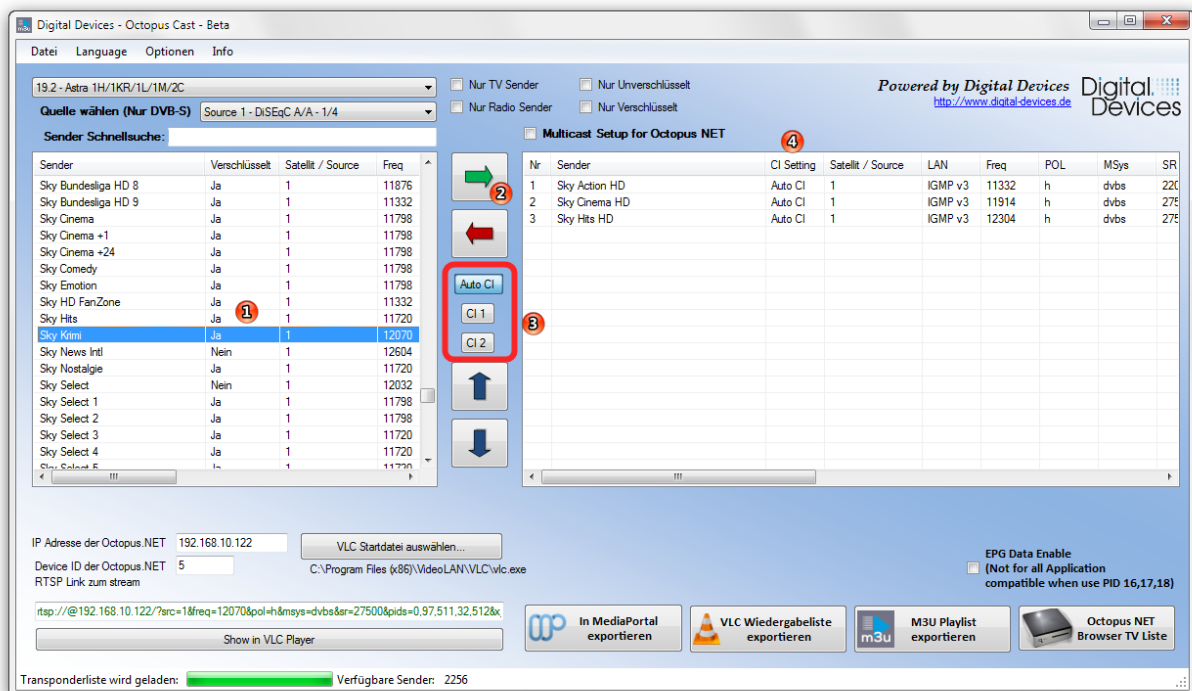 Digital Devices - Octopus Cast - Beta
Datei Language Optionen Info
19.2 - Astra 1H/1KR/1L/1M/2C
Nur TV Sender
Nur Unverschlüsselt
Quelle wählen (Nur DVB-S) Source 1 - DiSEqC A/A - 1/4
Nur Radio Sender
Nur Verschlüsselt
Powered by Digital Devices
http://www.digital-devices.de
Digital Devices
Sender Schnellsuche:
Multicast Setup for Octopus NET
4
Sender Verschlüsselt Satellit / Source Freq
Sky Bundesliga HD 8 Ja 1 11876
Sky Bundesliga HD 9 Ja 1 11332
Sky Cinema Ja 1 11798
Sky Cinema +1 Ja 1 11798
Sky Cinema +24 Ja 1 11798
Sky Comedy Ja 1 11798
Sky Emotion Ja 1 11798
Sky HD FanZone Ja 1 11332
Sky Hits Ja 1 11720
Sky Krimi Ja 1 12070
Sky News Intl Nein 1 12604
Sky Nostalgie Ja 1 11720
Sky Select Nein 1 12032
Sky Select 1 Ja 1 11798
Sky Select 2 Ja 1 11798
Sky Select 3 Ja 1 11720
Sky Select 4 Ja 1 11720
Sky Select 5 Ja 1 11720
1
2
Auto CI
CI 1
CI 2
3
Nr Sender CI Setting Satellit / Source LAN Freq POL MSys SR
1 Sky Action HD Auto CI 1 IGMP v3 11332 h dvbs 220
2 Sky Cinema HD Auto CI 1 IGMP v3 11914 h dvbs 275
3 Sky Hits HD Auto CI 1 IGMP v3 12304 h dvbs 275
IP Adresse der Octopus.NET 192.168.10.122
VLC Startdatei auswählen...
Device ID der Octopus.NET 5
C:\Program Files (x86)\VideoLAN\VLC\vlc.exe
RTSP Link zum stream
rtsp://@192.168.10.122/?src=1&freq=12070&pol=h&msys=dvbs&sr=27500&pids=0,97,511,32,512&x
Show in VLC Player
EPG Data Enable
(Not for all Application
compatible when use PID 16,17,18)
In MediaPortal
exportieren
VLC Wiedergabeliste
exportieren
m3u
M3U Playlist
exportieren
Octopus NET
Browser TV Liste
Transponderliste wird geladen: Verfügbare Sender: 2256